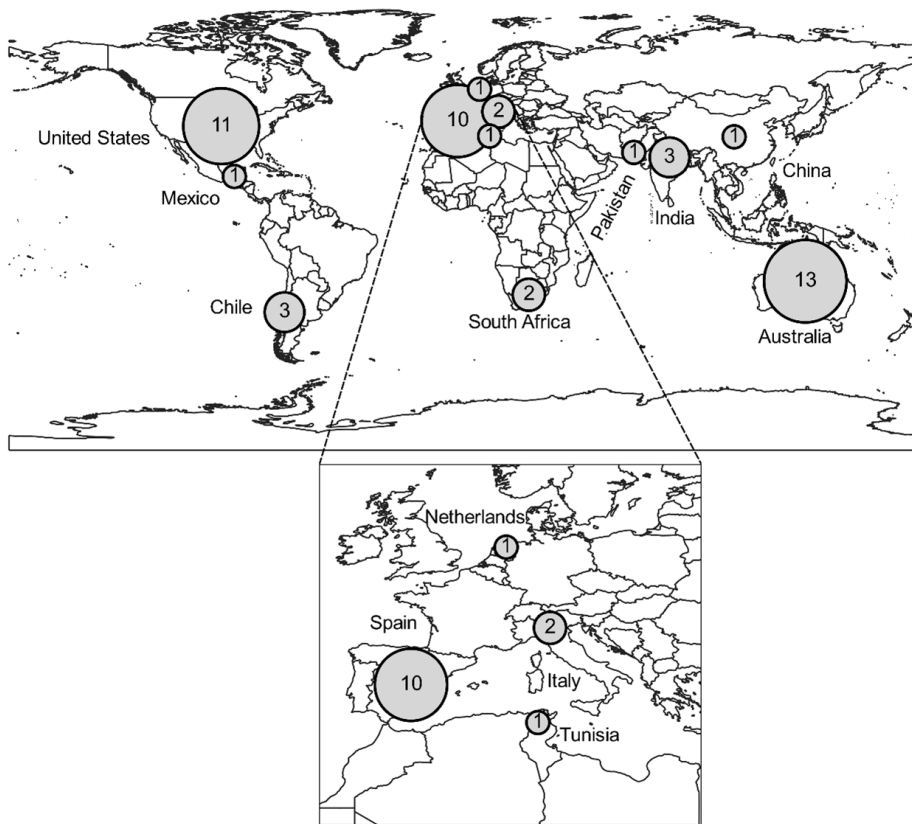 1
11
10
2
United States
1
1
1
3
1
Mexico
China
Pakistan
India
13
Chile
3
2
South Africa
Australia
Netherlands
1
Spain
2
10
Italy
1
Tunisia